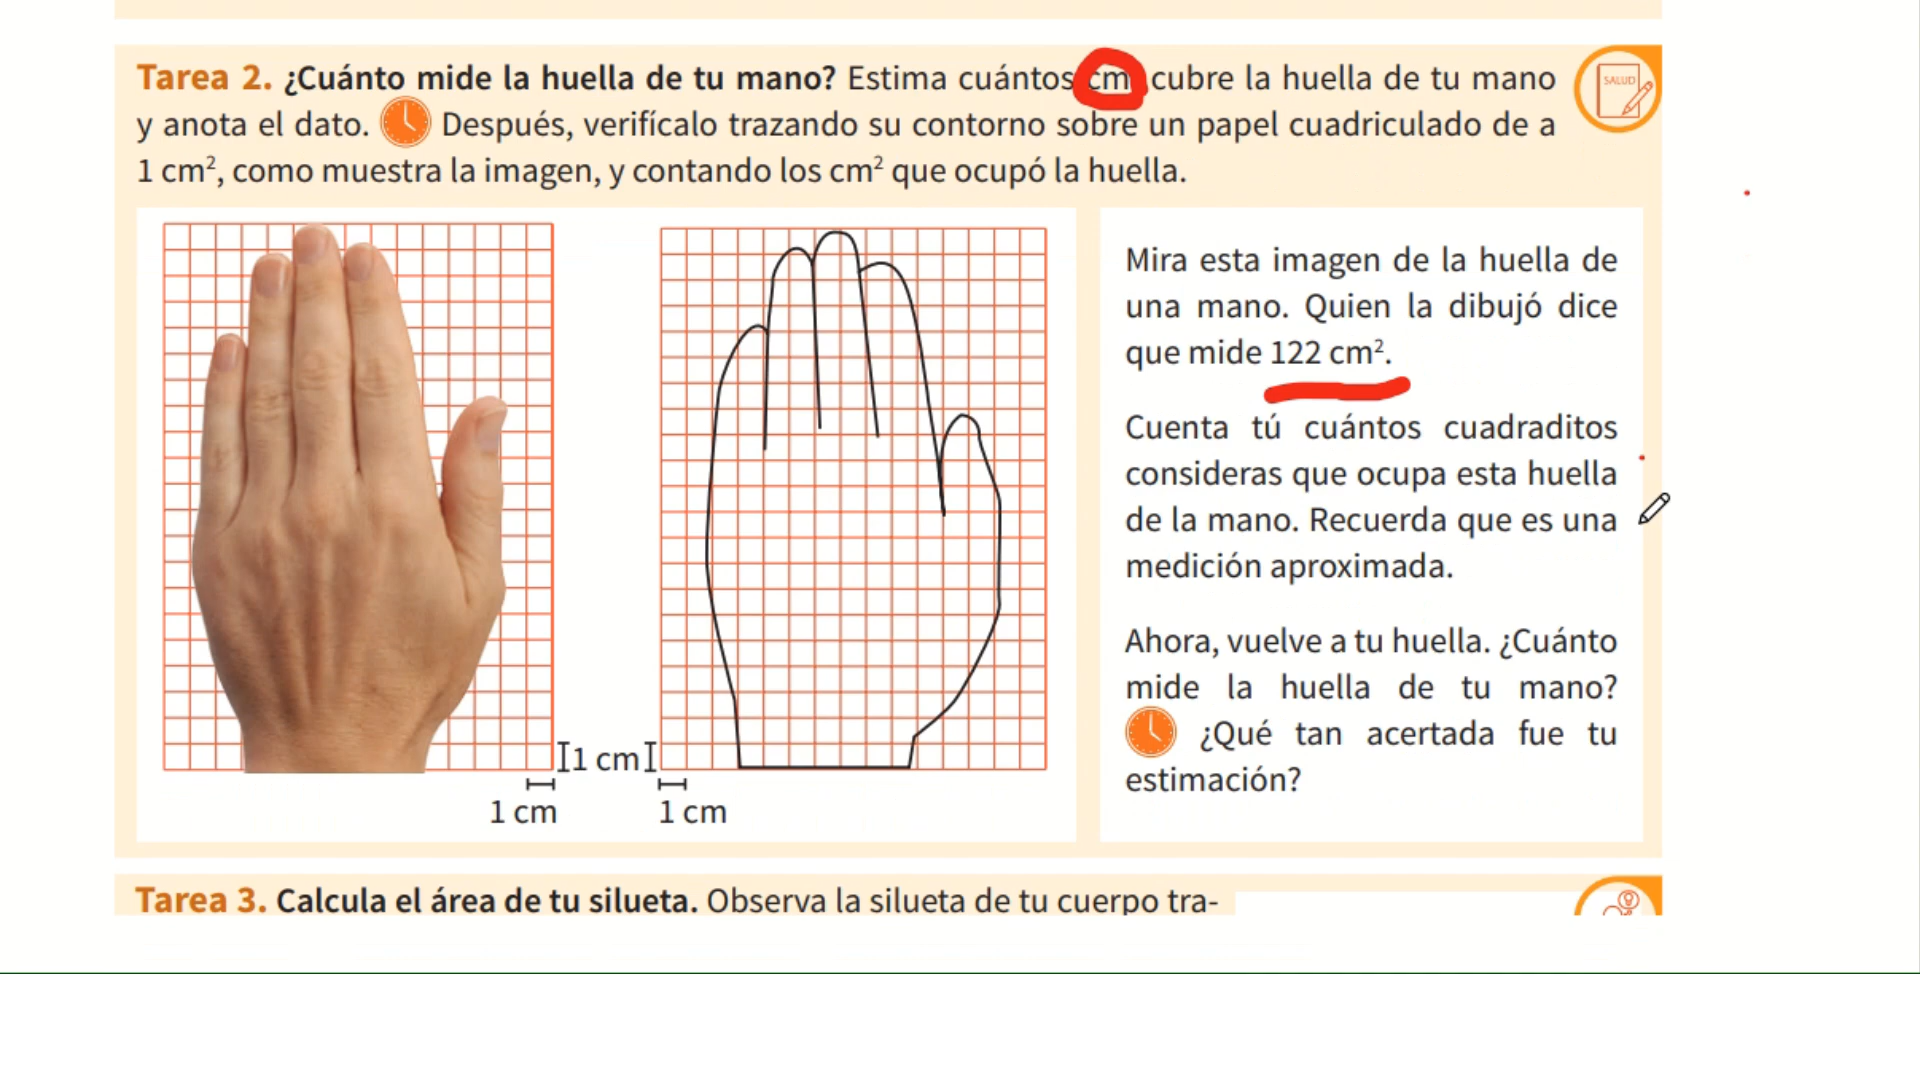 Tarea 2. ¿Cuánto mide la huella de tu mano? Estima cuántos cm cubre la huella de tu mano
y anota el dato. Después, verifícalo trazando su contorno sobre un papel cuadriculado de a
1 cm², como muestra la imagen, y contando los cm² que ocupó la huella.
SALUD
1 cm
1 cm
1 cm
Mira esta imagen de la huella de
una mano. Quien la dibujó dice
que mide 122 cm².
Cuenta tú cuántos cuadraditos
consideras que ocupa esta huella
de la mano. Recuerda que es una
medición aproximada.
Ahora, vuelve a tu huella. ¿Cuánto
mide la huella de tu mano?
¿Qué tan acertada fue tu
estimación?
Tarea 3. Calcula el área de tu silueta. Observa la silueta de tu cuerpo tra-